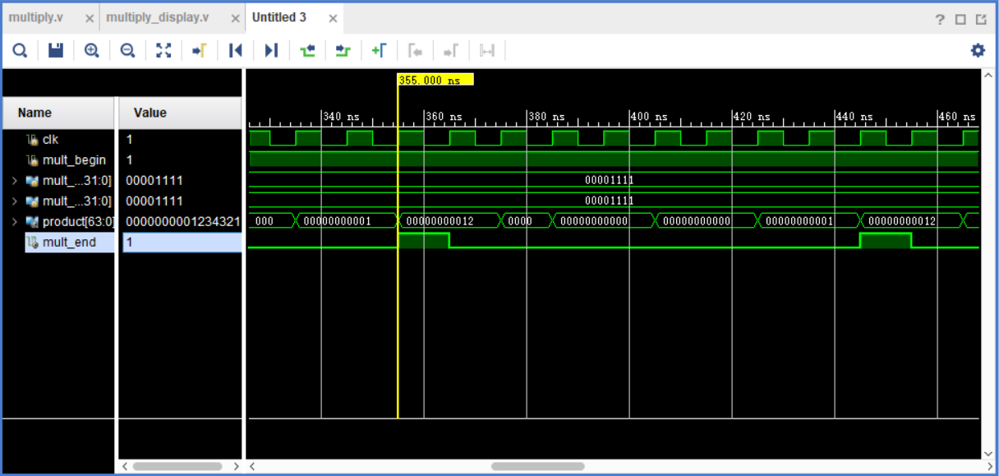 multiply.v × multiply_display.v × Untitled 3 ×
?
355.000 ns
Name Value
340 ns 360 ns 380 ns 400 ns 420 ns 440 ns 460 ns
clk 1
mult_begin 1
mult_...31:0] 00001111 00001111
mult_...31:0] 00001111 00001111
product[63:0] 0000000001234321 000 00000000001 00000000012 0000 00000000000 00000000000 00000000001 00000000012
mult_end 1